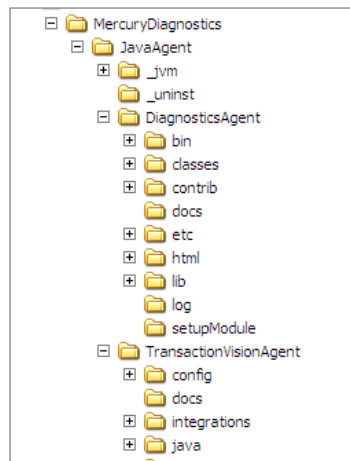 MercuryDiagnostics
JavaAgent
_jvm
_uninst
DiagnosticsAgent
bin
classes
contrib
docs
etc
html
lib
log
setupModule
TransactionVisionAgent
config
docs
integrations
java